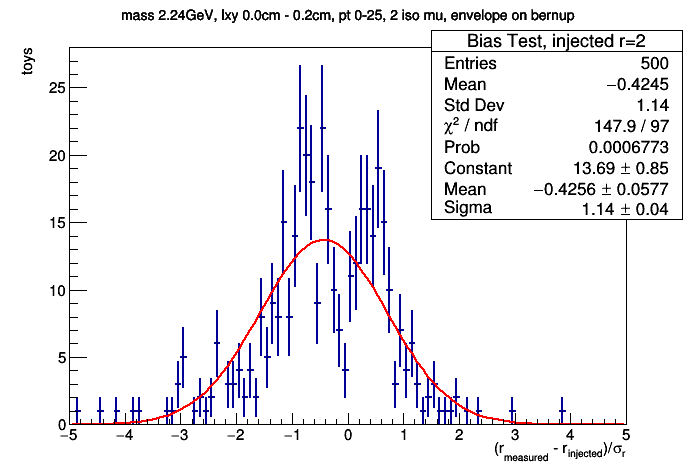 mass 2.24GeV, lxy 0.0cm - 0.2cm, pt 0-25, 2 iso mu, envelope on bernup
toys
Bias Test, injected r=2
Entries 500
Mean −0.4245
Std Dev 1.14
χ² / ndf 147.9 / 97
Prob 0.0006773
Constant 13.69 ± 0.85
Mean −0.4256 ± 0.0577
Sigma 1.14 ± 0.04
25
20
15
10
5
0
−5 −4 −3 −2 −1 0 1 2 3 4 5
(r_measured - r_injected)/σ_r